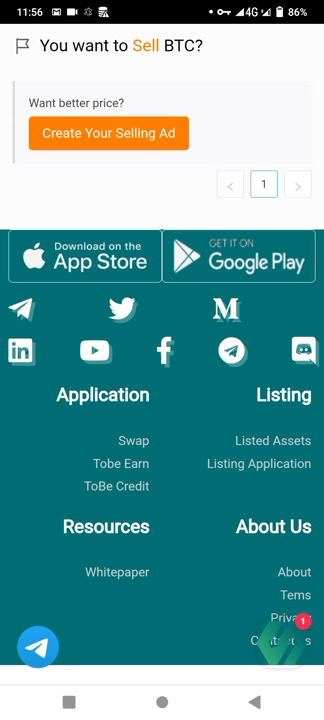 11:56
4G
86%
You want to Sell BTC?
Want better price?
Create Your Selling Ad
1
Download on the
App Store
GET IT ON
Google Play
Application
Listing
Swap
Listed Assets
Tobe Earn
Listing Application
ToBe Credit
Resources
About Us
Whitepaper
About
Tems
1